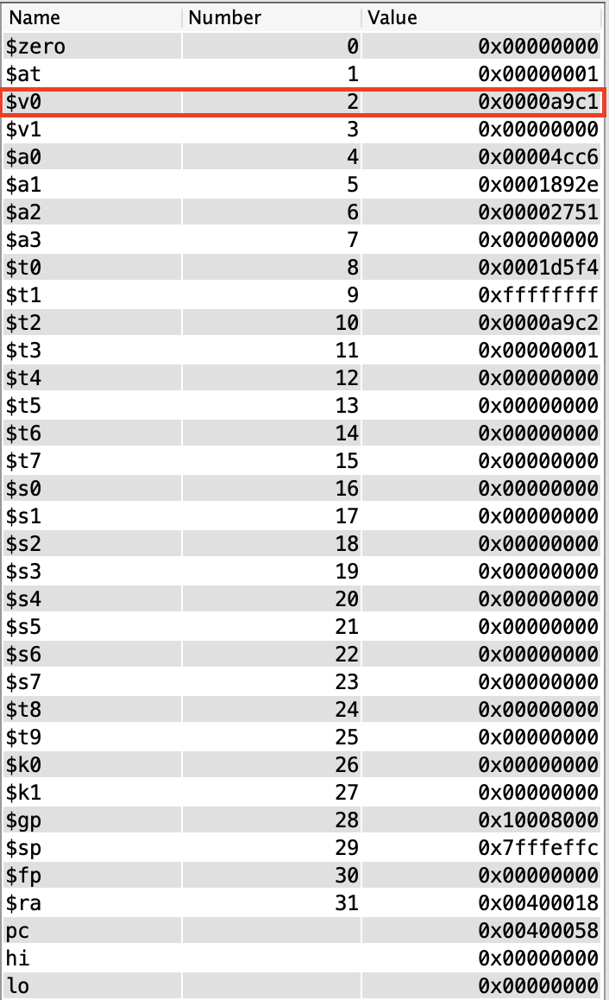 Name Number Value
$zero 0 0x00000000
$at 1 0x00000001
$v0 2 0x0000a9c1
$v1 3 0x00000000
$a0 4 0x00004cc6
$a1 5 0x0001892e
$a2 6 0x00002751
$a3 7 0x00000000
$t0 8 0x0001d5f4
$t1 9 0xffffffff
$t2 10 0x0000a9c2
$t3 11 0x00000001
$t4 12 0x00000000
$t5 13 0x00000000
$t6 14 0x00000000
$t7 15 0x00000000
$s0 16 0x00000000
$s1 17 0x00000000
$s2 18 0x00000000
$s3 19 0x00000000
$s4 20 0x00000000
$s5 21 0x00000000
$s6 22 0x00000000
$s7 23 0x00000000
$t8 24 0x00000000
$t9 25 0x00000000
$k0 26 0x00000000
$k1 27 0x00000000
$gp 28 0x10008000
$sp 29 0x7fffeffc
$fp 30 0x00000000
$ra 31 0x00400018
pc 0x00400058
hi 0x00000000
lo 0x00000000